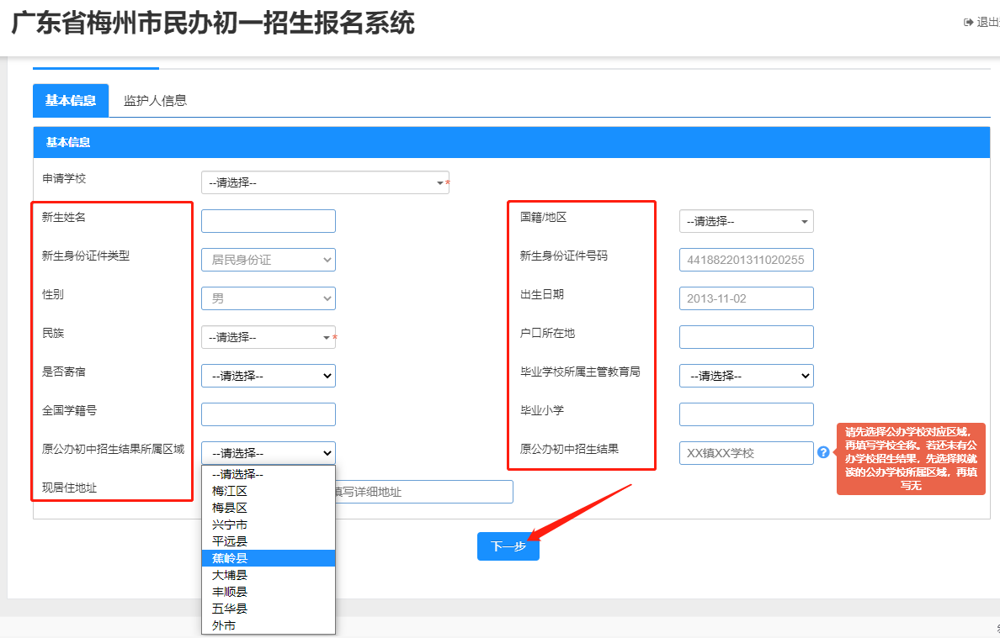 广东省梅州市民办初一招生报名系统
退出
基本信息
监护人信息
基本信息
申请学校
--请选择--
*
新生姓名
国籍/地区
--请选择--
新生身份证件类型
居民身份证
新生身份证件号码
441882201311020255
性别
男
出生日期
2013-11-02
民族
--请选择--
*
户口所在地
是否寄宿
--请选择--
毕业学校所属主管教育局
--请选择--
全国学籍号
毕业小学
原公办初中招生结果所属区域
--请选择--
原公办初中招生结果
XX镇XX学校
?
请先选择公办学校对应区域，
再填写学校全称。若还未有公
办学校招生结果，先选择拟就
读的公办学校所属区域，再填
写无
现居住地址
填写详细地址
--请选择--
梅江区
梅县区
兴宁市
平远县
蕉岭县
大埔县
丰顺县
五华县
外市
下一步